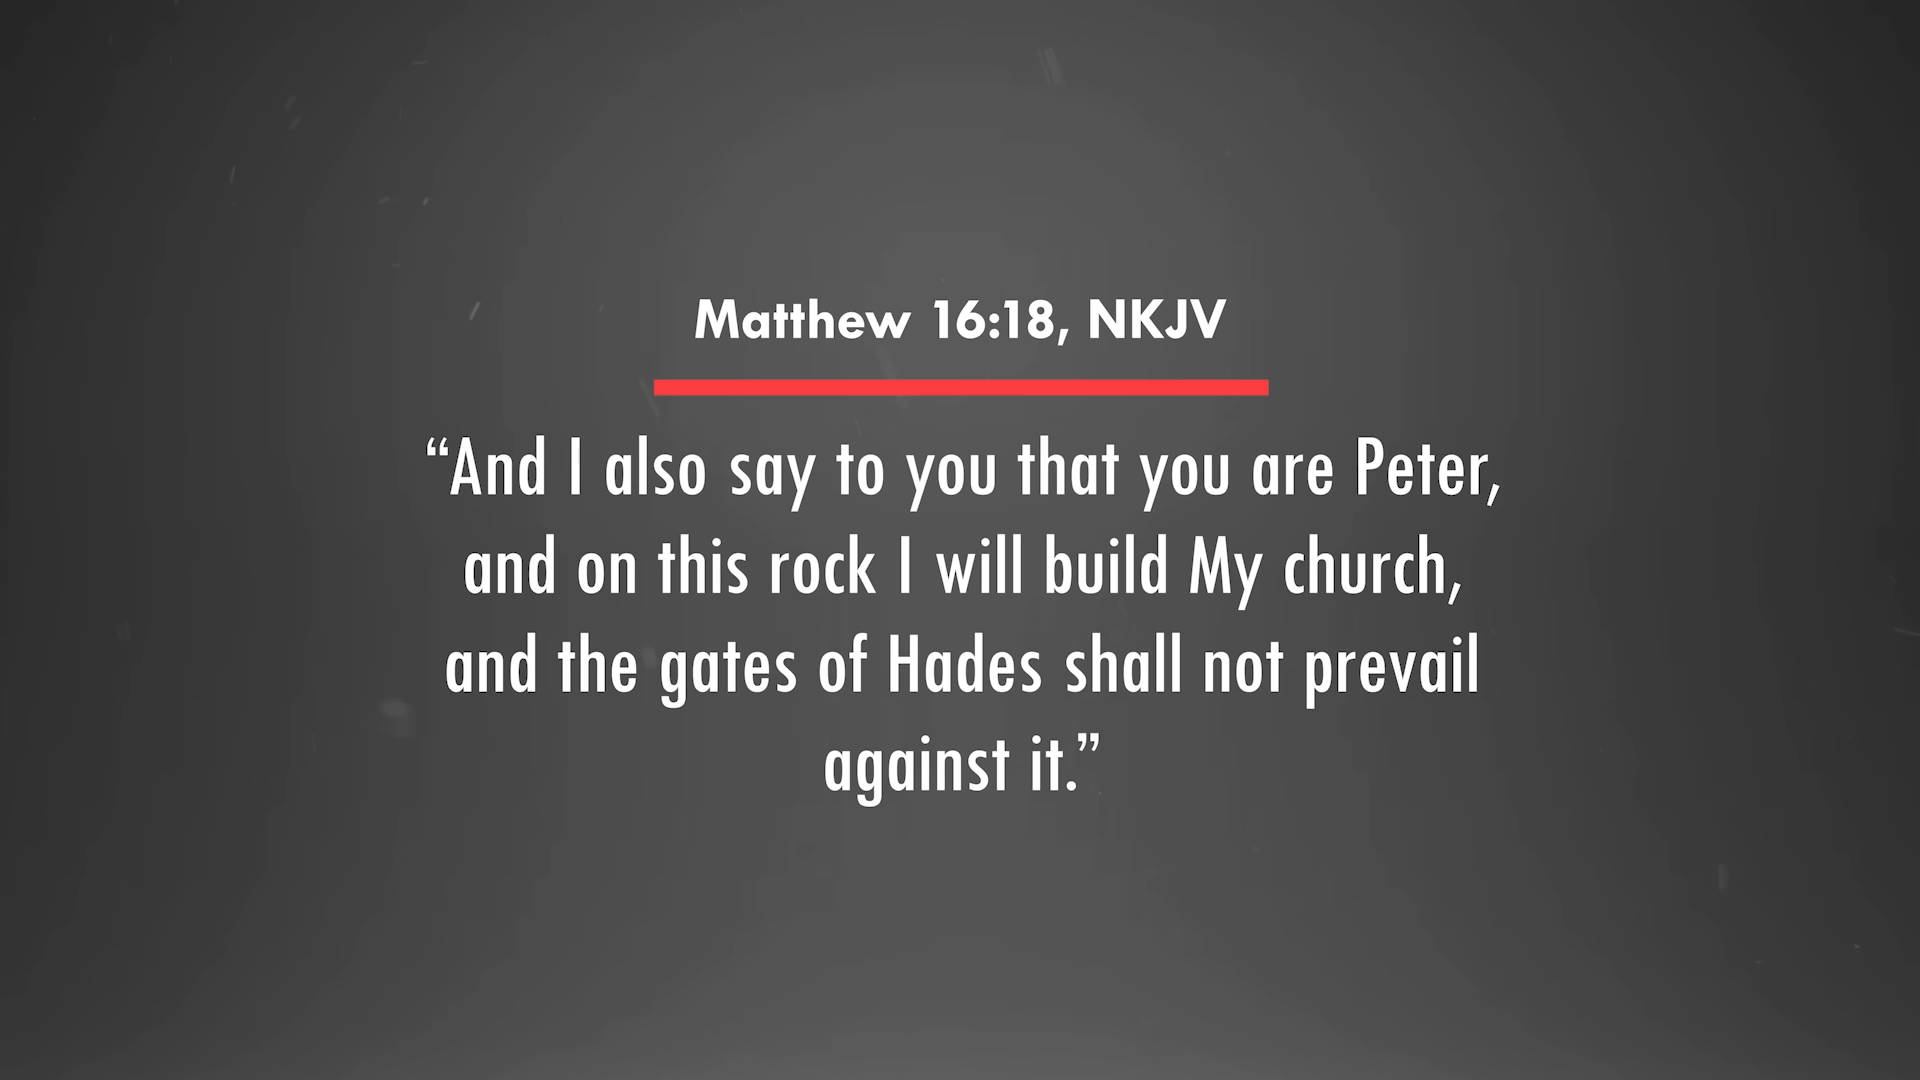 Matthew 16:18, NKJV
“And I also say to you that you are Peter,
and on this rock I will build My church,
and the gates of Hades shall not prevail
against it.”